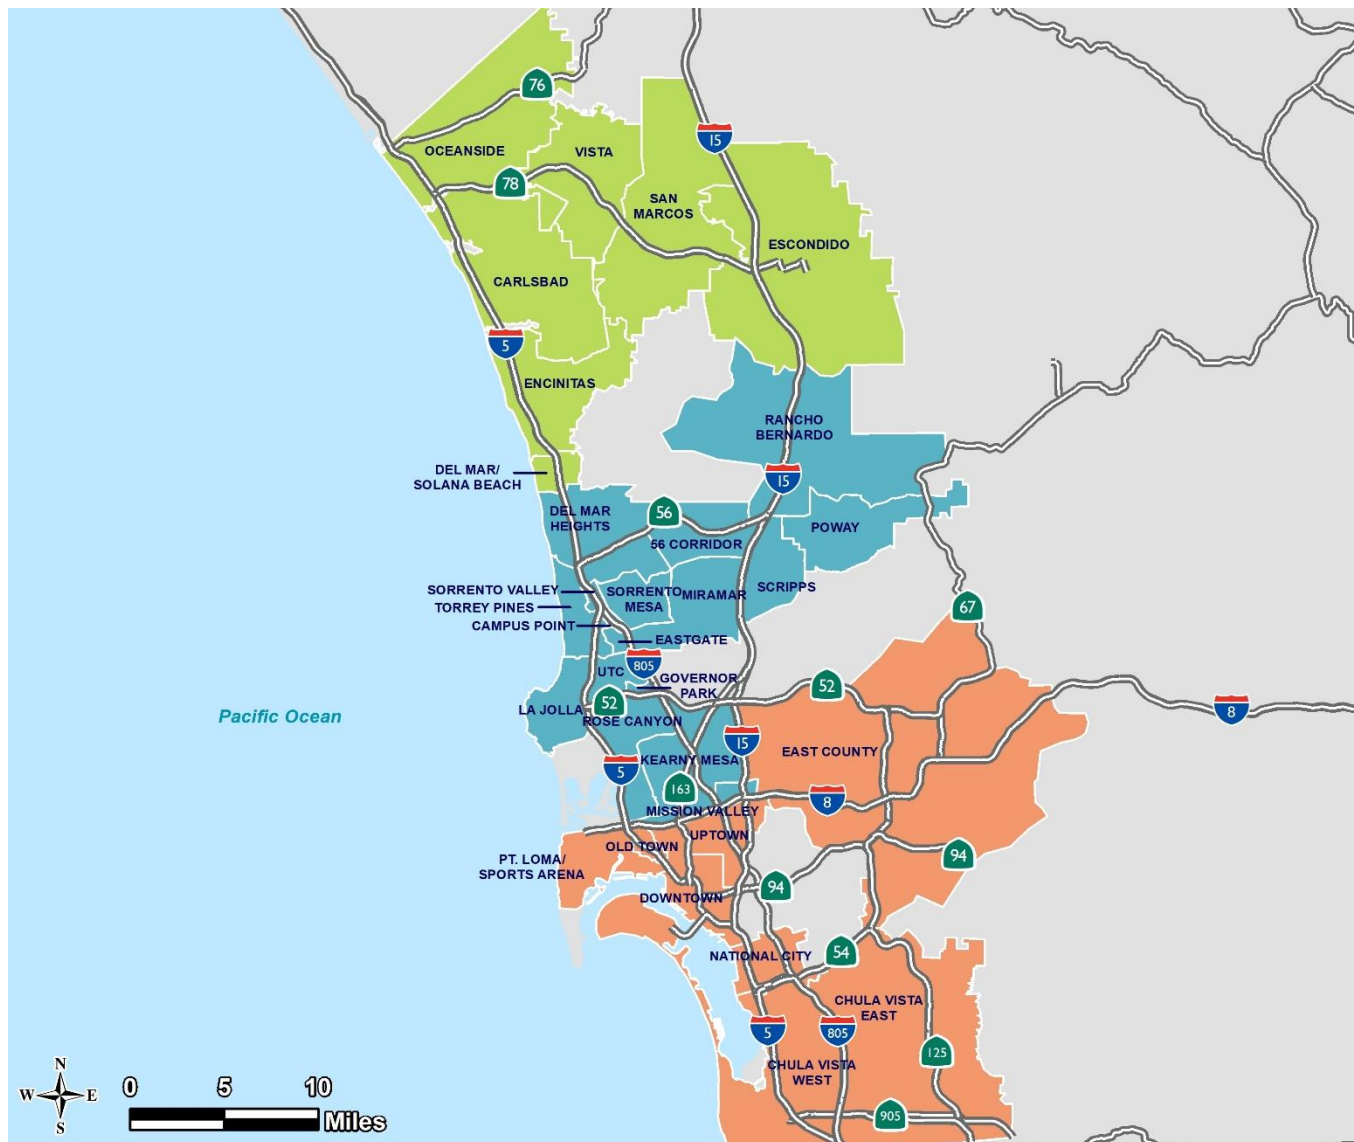 76
OCEANSIDE
VISTA
15
78
SAN
MARCOS
ESCONDIDO
CARLSBAD
5
ENCINITAS
RANCHO
BERNARDO
DEL MAR/
SOLANA BEACH
15
DEL MAR
HEIGHTS
56
POWAY
56 CORRIDOR
SORRENTO VALLEY
SORRENTO
MESA
MIRAMAR
SCRIPPS
TORREY PINES
67
CAMPUS POINT
EASTGATE
805
UTC
GOVERNOR
PARK
52
52
LA JOLLA
ROSE CANYON
8
Pacific Ocean
15
EAST COUNTY
KEARNY MESA
5
163
8
MISSION VALLEY
UPTOWN
OLD TOWN
94
PT. LOMA/
SPORTS ARENA
94
DOWNTOWN
NATIONAL CITY
54
CHULA VISTA
EAST
5
805
125
CHULA VISTA
WEST
905
N
W E
S
0 5 10
Miles